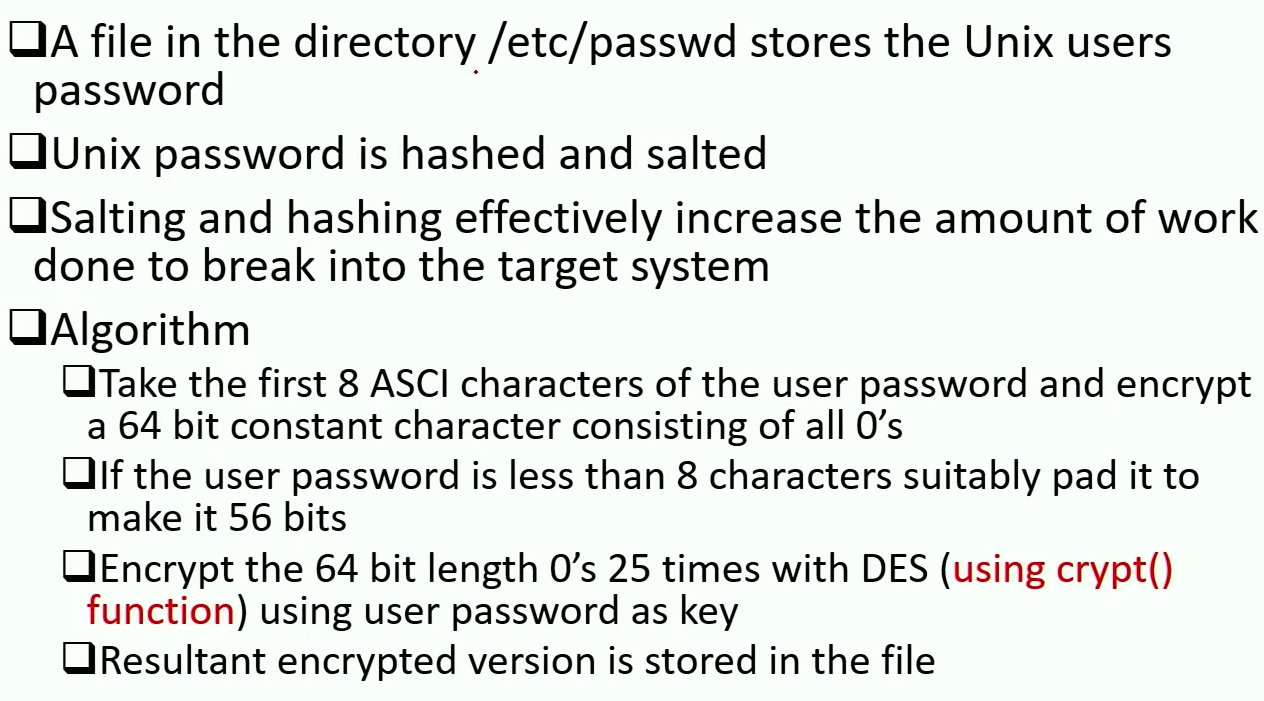 ❑A file in the directory /etc/passwd stores the Unix users
password
❑Unix password is hashed and salted
❑Salting and hashing effectively increase the amount of work
done to break into the target system
❑Algorithm
❑Take the first 8 ASCI characters of the user password and encrypt
a 64 bit constant character consisting of all 0’s
❑If the user password is less than 8 characters suitably pad it to
make it 56 bits
❑Encrypt the 64 bit length 0’s 25 times with DES (using crypt()
function) using user password as key
❑Resultant encrypted version is stored in the file